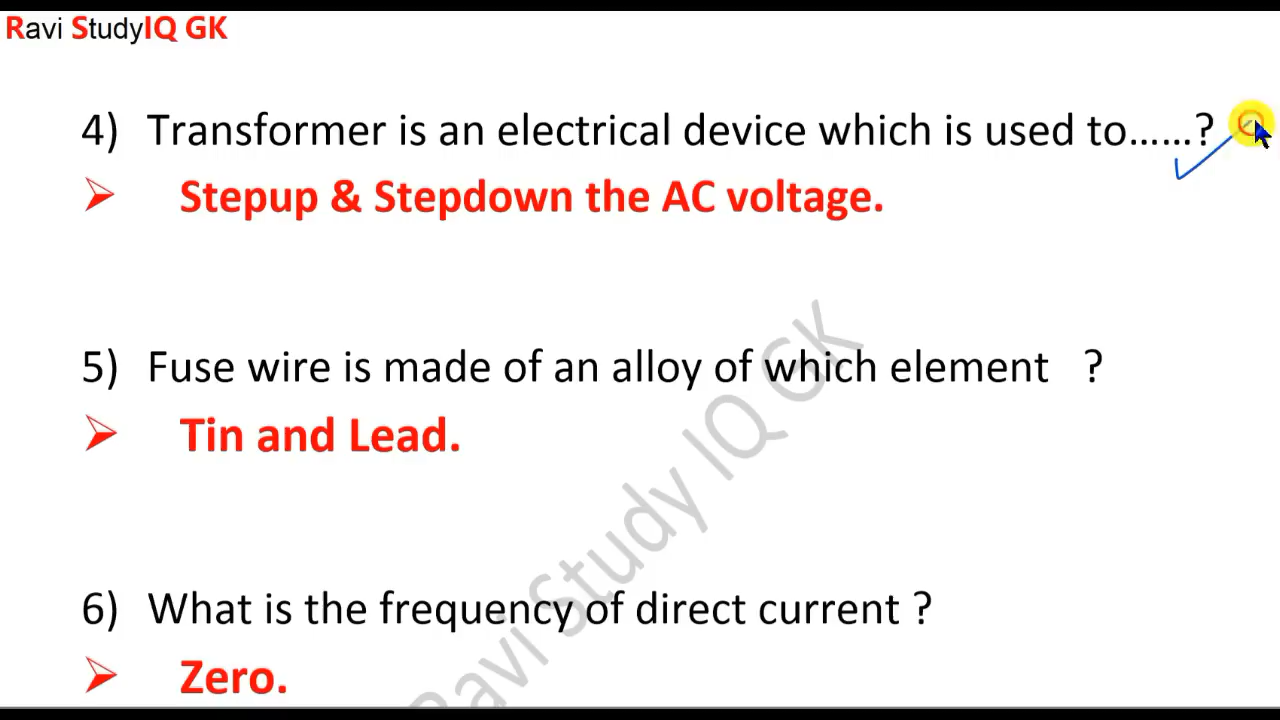 Ravi StudyIQ GK
4) Transformer is an electrical device which is used to......?
➢ Stepup & Stepdown the AC voltage.
5) Fuse wire is made of an alloy of which element ?
➢ Tin and Lead.
6) What is the frequency of direct current ?
➢ Zero.
Ravi Study IQ GK